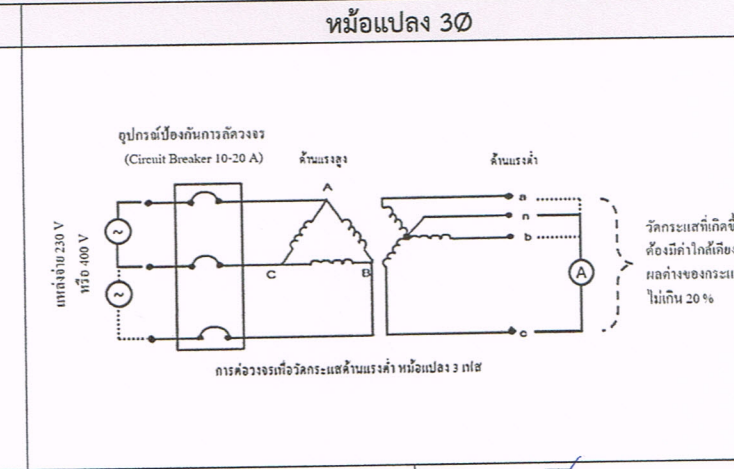 หม้อแปลง 3Ø
อุปกรณ์ป้องกันการลัดวงจร
(Circuit Breaker 10-20 A)
ด้านแรงสูง
ด้านแรงต่ำ
แหล่งจ่าย 230 V
หรือ 400 V
~
~
A
C
B
a
n
b
c
A
วัดกระแสที่เกิดขึ้
ต้องมีค่าใกล้เคียง
ผลต่างของกระแ
ไม่เกิน 20 %
การต่อวงจรเพื่อวัดกระแสด้านแรงต่ำ หม้อแปลง 3 เฟส